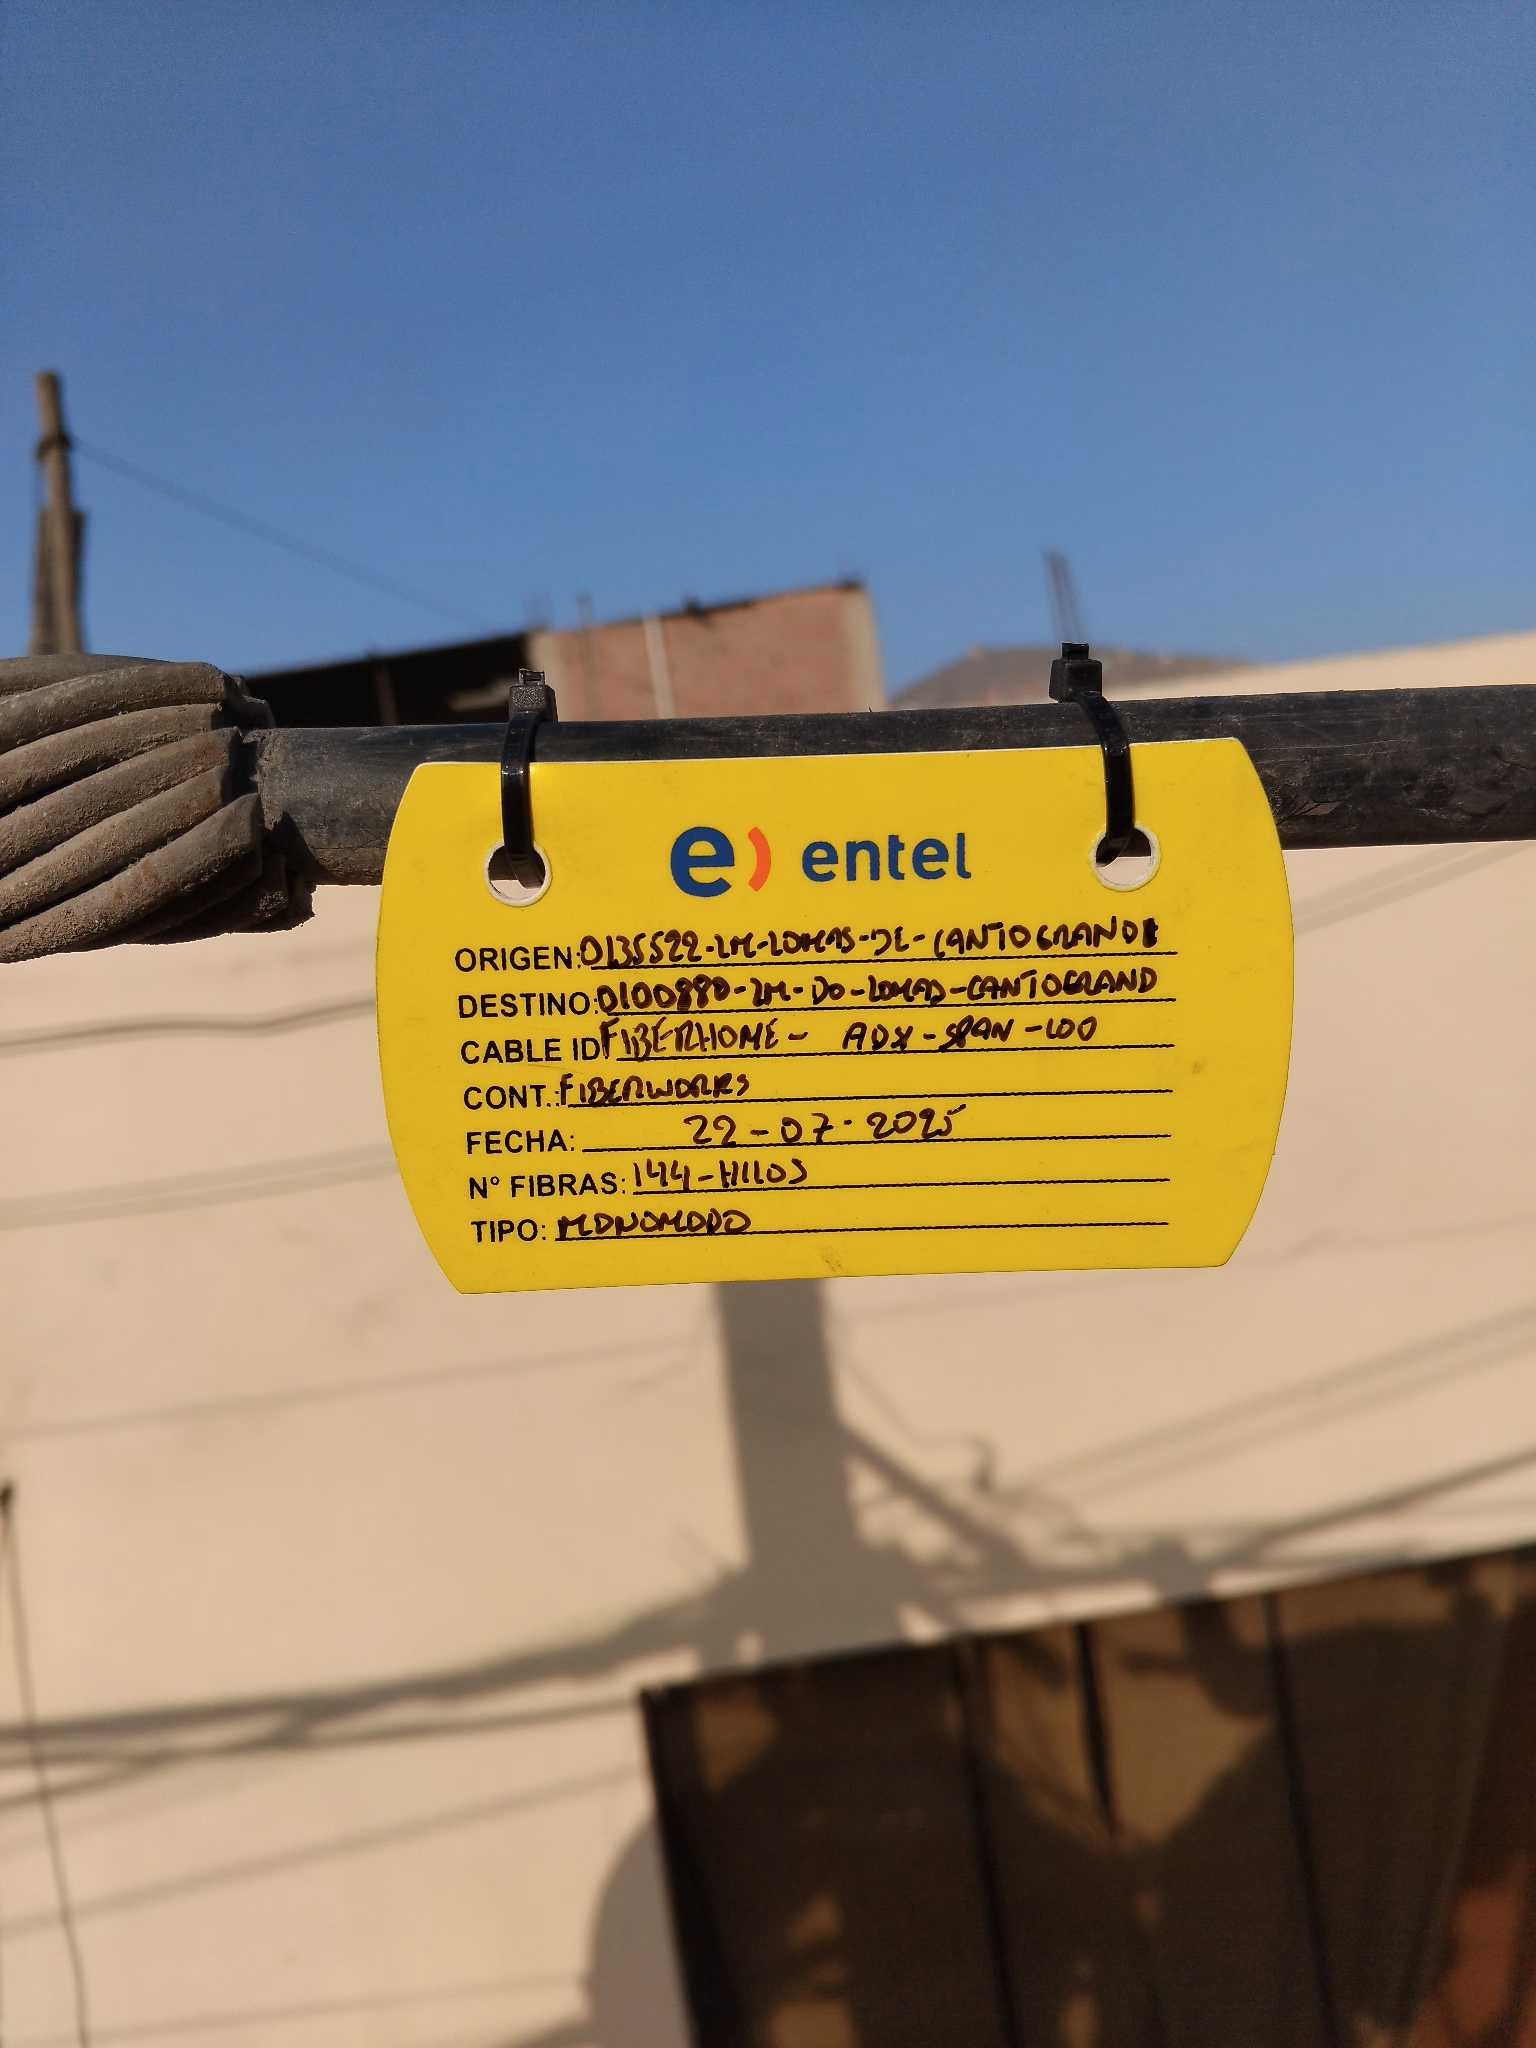 e) entel
ORIGEN: 0135522-LM-LOMAS-DE-CANTOGRANDE
DESTINO: 0100880-LM-DO-LOMAS-CANTOGRAND
CABLE ID: FIBERHOME- ADX-SPAN-100
CONT.: FIBERWORKS
FECHA: 22-07-2025
N° FIBRAS: 144-HILOS
TIPO: MONOMODO